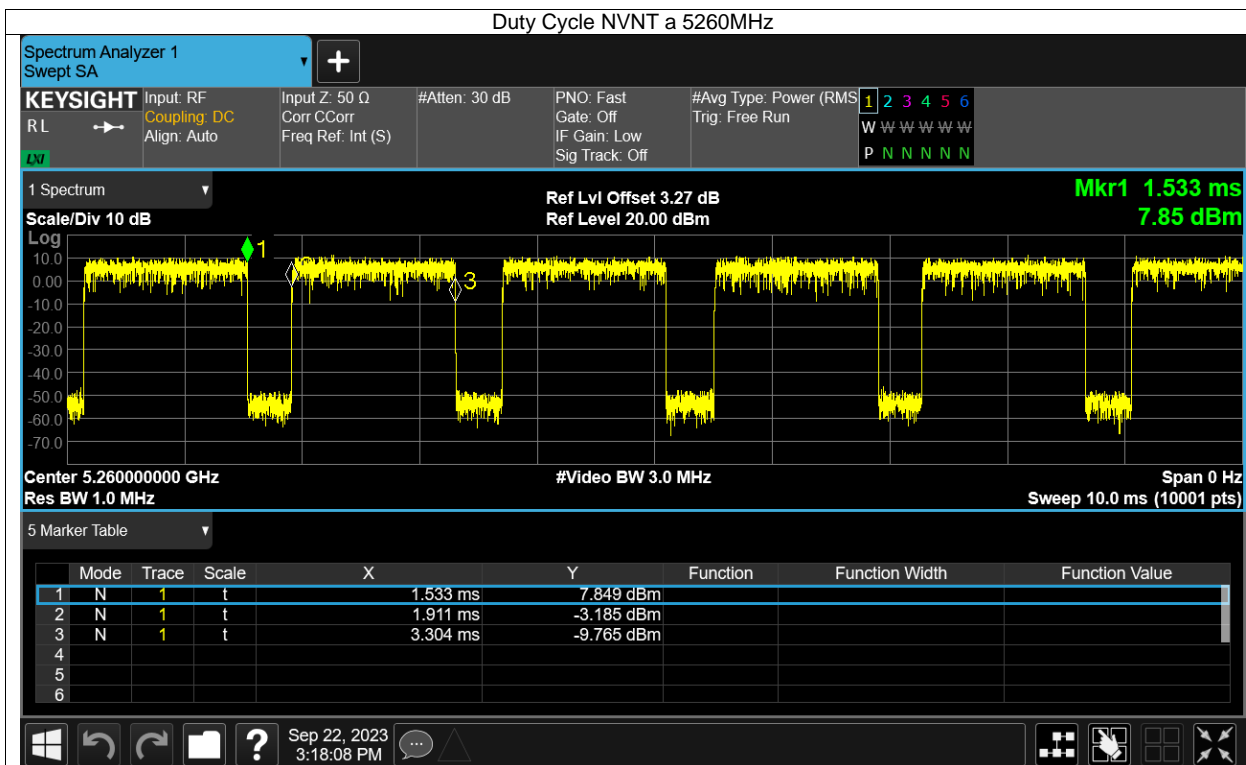 Duty Cycle NVNT a 5260MHz
Spectrum Analyzer 1
Swept SA
KEYSIGHT
R L
LXI
Input: RF
Coupling: DC
Align: Auto
Input Z: 50 Ω
Corr CCorr
Freq Ref: Int (S)
#Atten: 30 dB
PNO: Fast
Gate: Off
IF Gain: Low
Sig Track: Off
#Avg Type: Power (RMS
Trig: Free Run
1 2 3 4 5 6
W W W W W W
P N N N N N
1 Spectrum
Scale/Div 10 dB
Ref Lvl Offset 3.27 dB
Ref Level 20.00 dBm
Mkr1 1.533 ms
7.85 dBm
Log
10.0
0.00
-10.0
-20.0
-30.0
-40.0
-50.0
-60.0
-70.0
1
3
Center 5.260000000 GHz
Res BW 1.0 MHz
#Video BW 3.0 MHz
Span 0 Hz
Sweep 10.0 ms (10001 pts)
5 Marker Table
Mode Trace Scale X Y Function Function Width Function Value
1 N 1 t 1.533 ms 7.849 dBm
2 N 1 t 1.911 ms -3.185 dBm
3 N 1 t 3.304 ms -9.765 dBm
4
5
6
?
Sep 22, 2023
3:18:08 PM